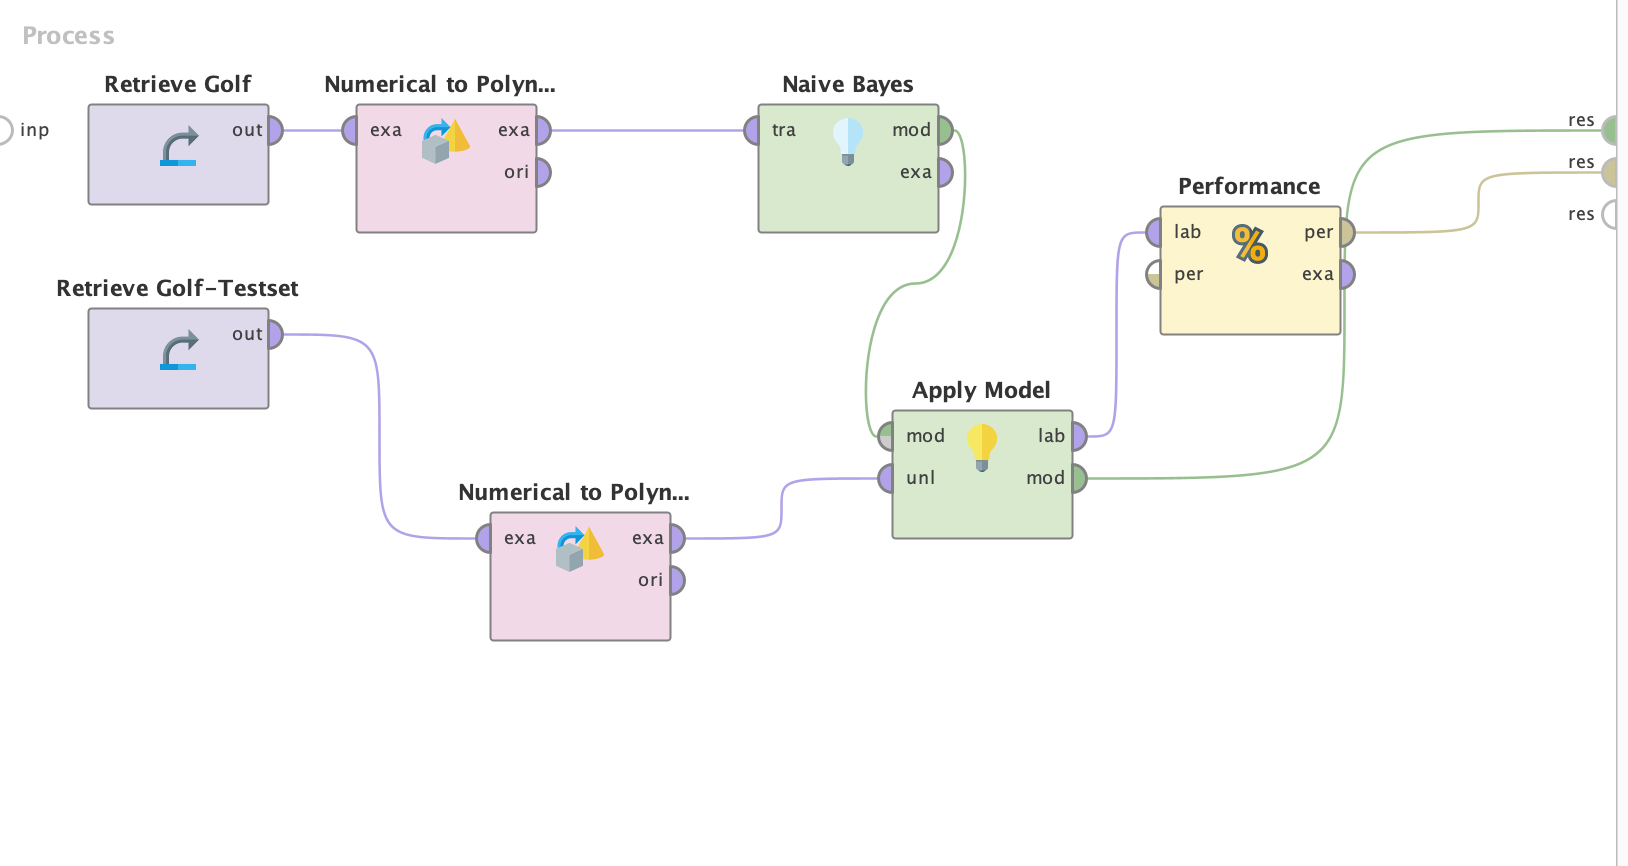 Process
Retrieve Golf
Numerical to Polyn...
Naive Bayes
inp
out
exa
exa
ori
tra
mod
exa
res
res
res
Performance
lab
per
per
exa
Retrieve Golf-Testset
out
Apply Model
mod
lab
unl
mod
Numerical to Polyn...
exa
exa
ori